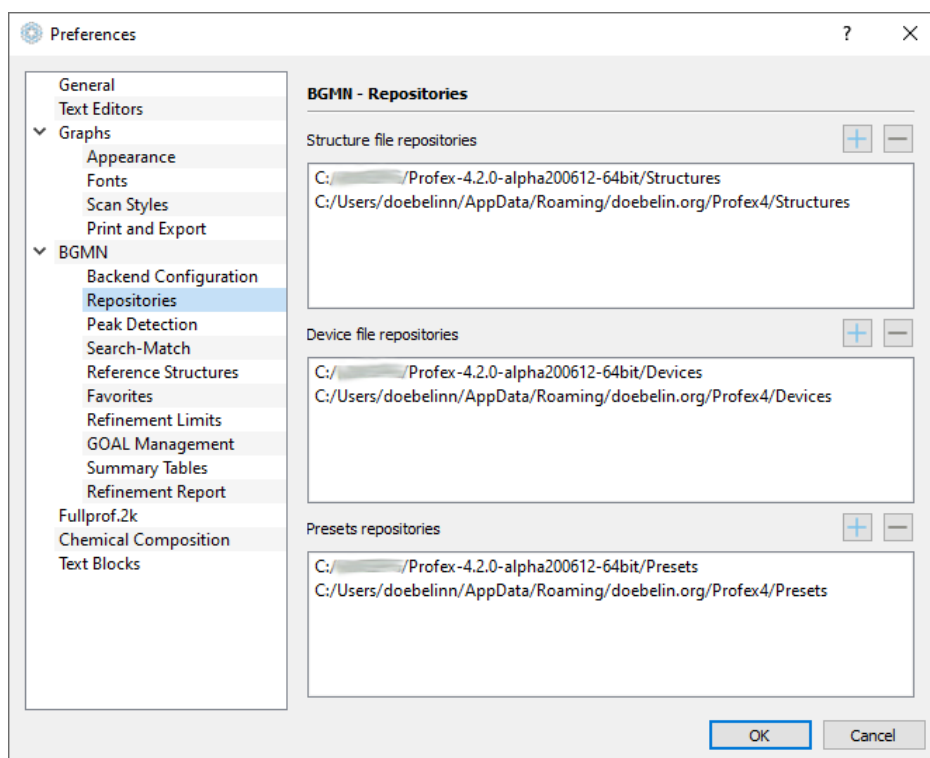 Preferences
?
General
Text Editors
Graphs
Appearance
Fonts
Scan Styles
Print and Export
BGMN
Backend Configuration
Repositories
Peak Detection
Search-Match
Reference Structures
Favorites
Refinement Limits
GOAL Management
Summary Tables
Refinement Report
Fullprof.2k
Chemical Composition
Text Blocks
BGMN - Repositories
Structure file repositories
C:/ /Profex-4.2.0-alpha200612-64bit/Structures
C:/Users/doebelinn/AppData/Roaming/doebelin.org/Profex4/Structures
Device file repositories
C:/ /Profex-4.2.0-alpha200612-64bit/Devices
C:/Users/doebelinn/AppData/Roaming/doebelin.org/Profex4/Devices
Presets repositories
C:/ /Profex-4.2.0-alpha200612-64bit/Presets
C:/Users/doebelinn/AppData/Roaming/doebelin.org/Profex4/Presets
OK Cancel